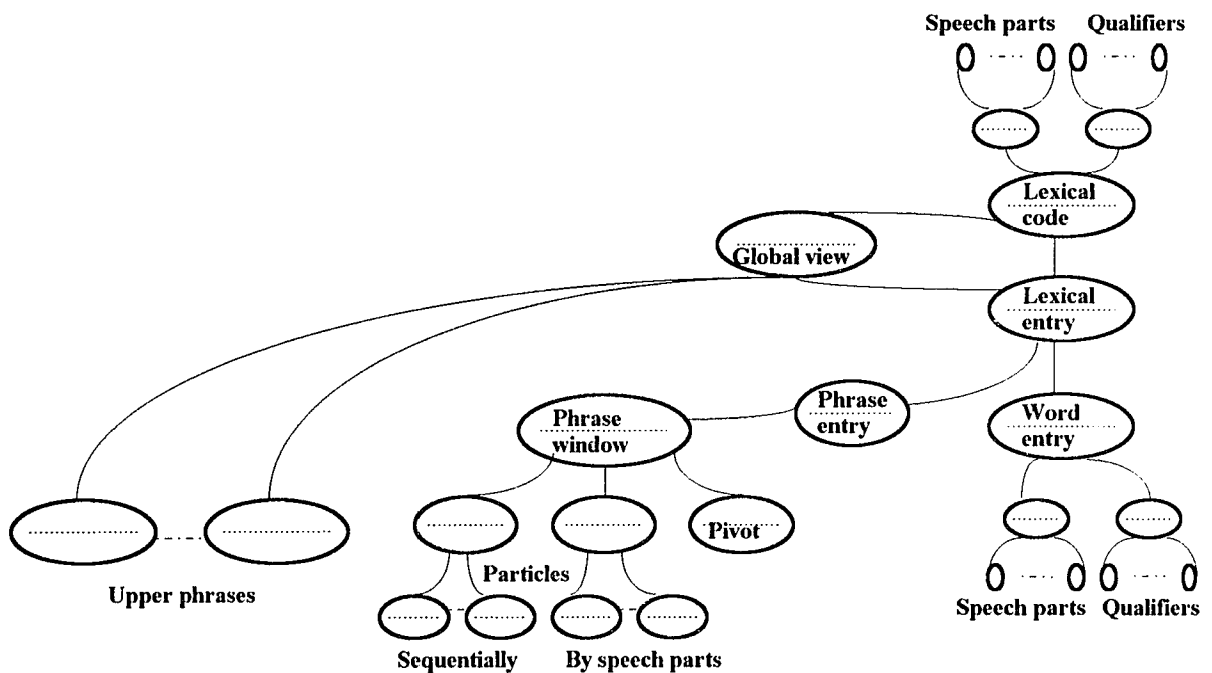 Speech parts
Qualifiers
Lexical
code
Global view
Lexical
entry
Phrase
entry
Phrase
window
Word
entry
Pivot
Particles
Upper phrases
Speech parts
Qualifiers
Sequentially
By speech parts